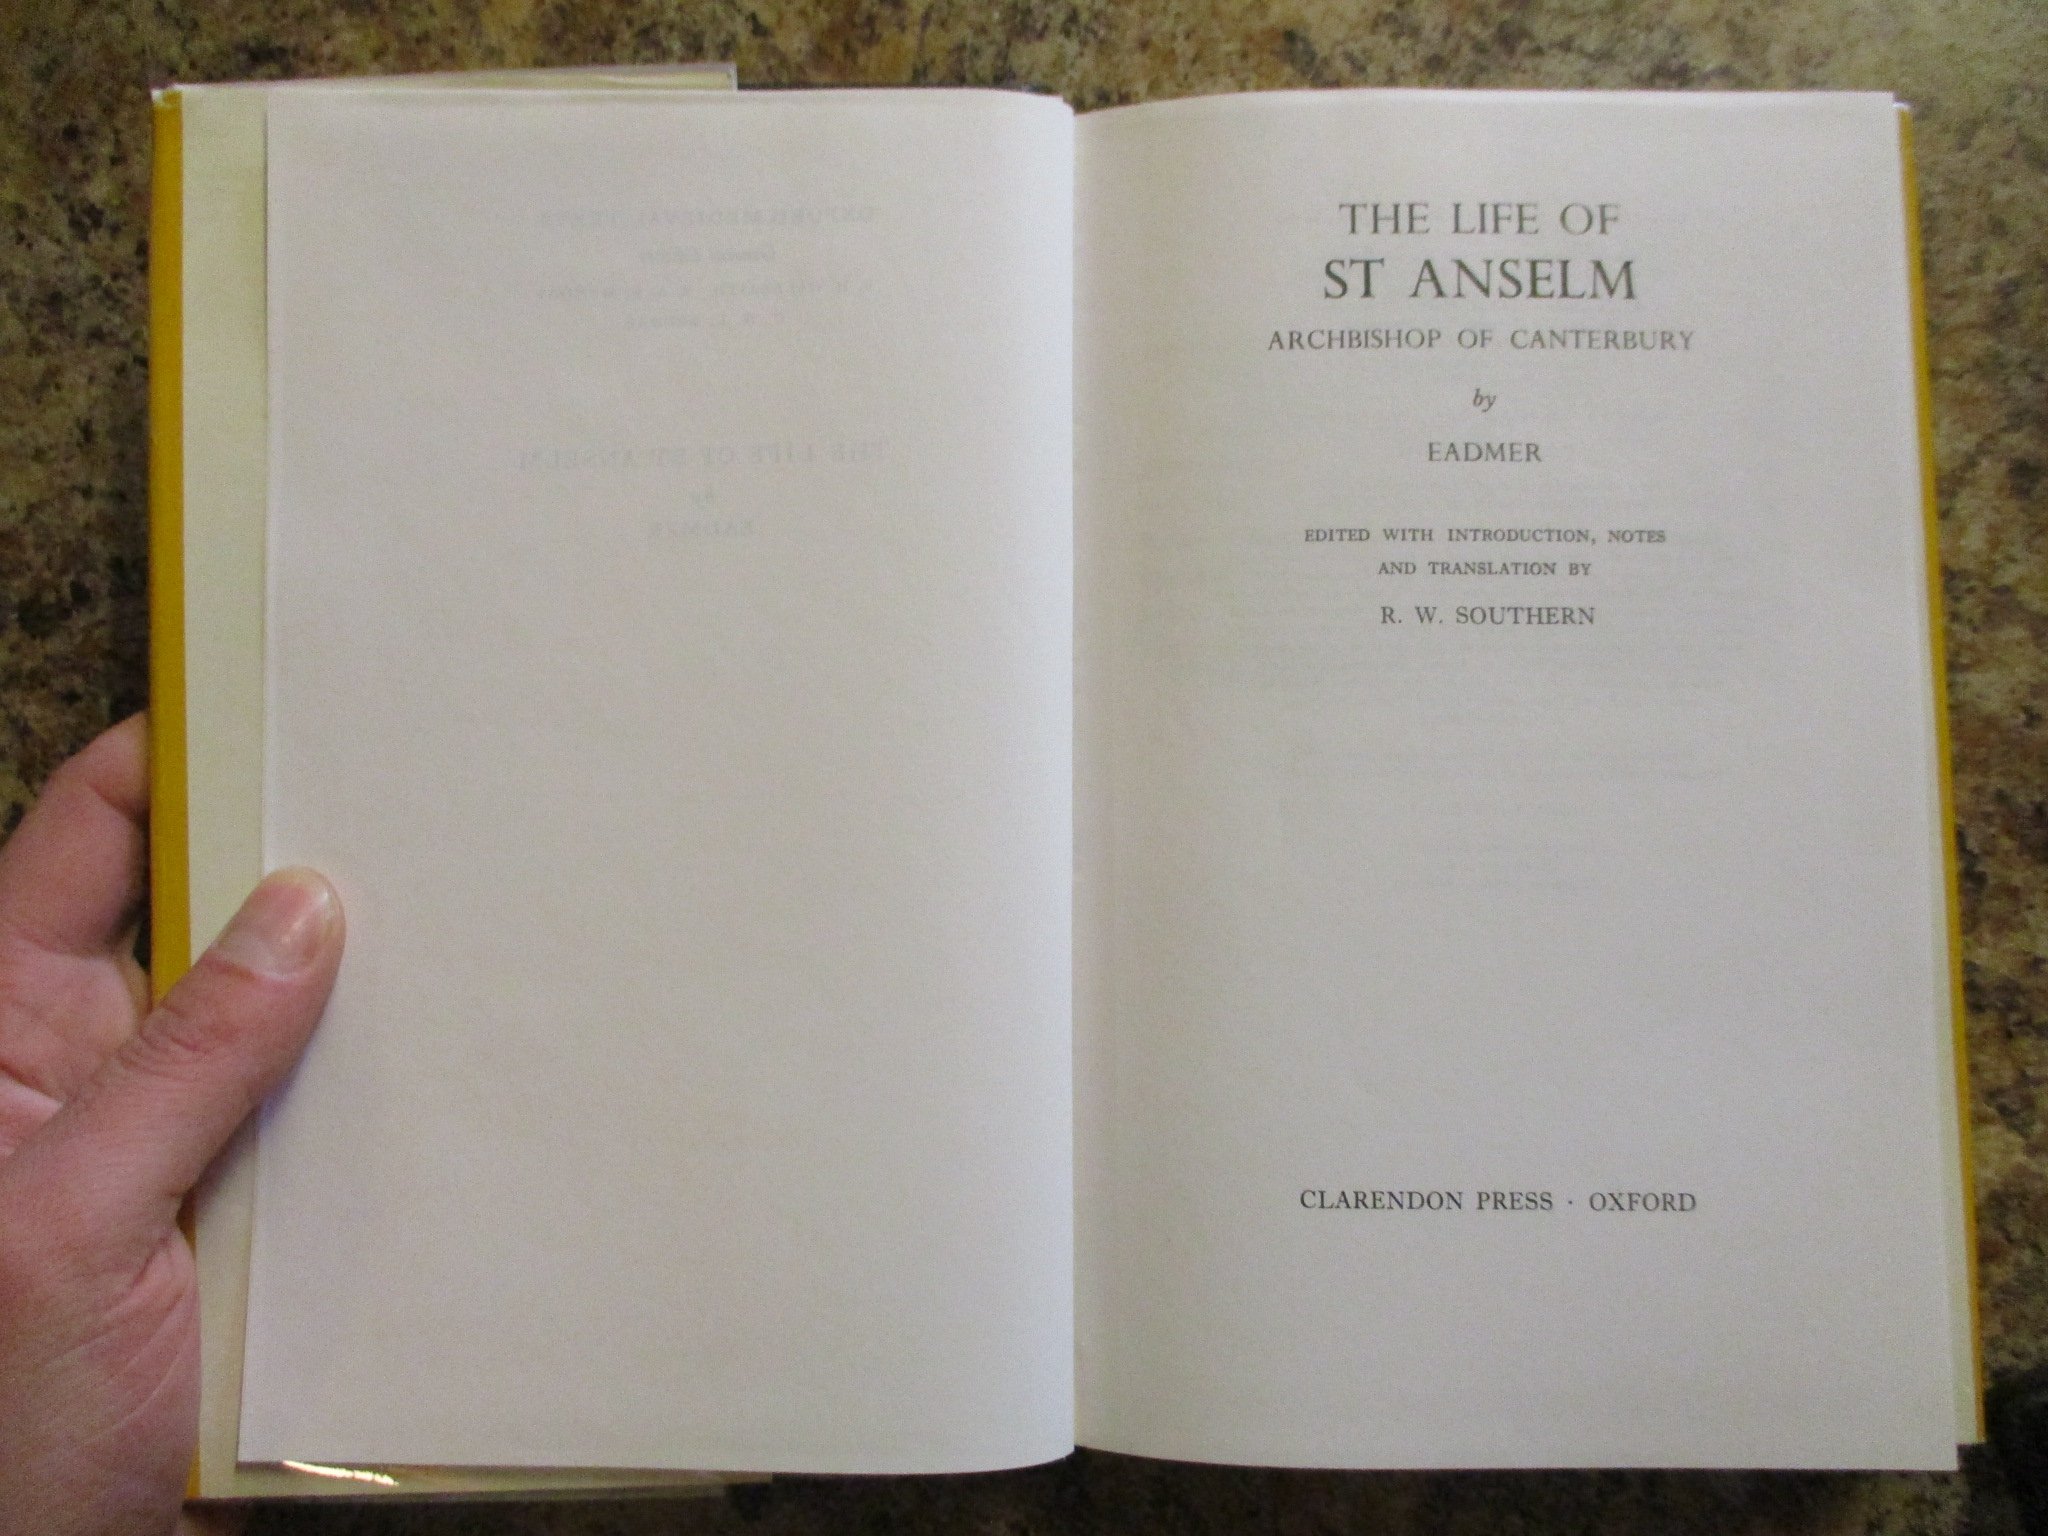 THE LIFE OF
ST ANSELM
ARCHBISHOP OF CANTERBURY
by
EADMER
EDITED WITH INTRODUCTION, NOTES
AND TRANSLATION BY
R. W. SOUTHERN
CLARENDON PRESS · OXFORD